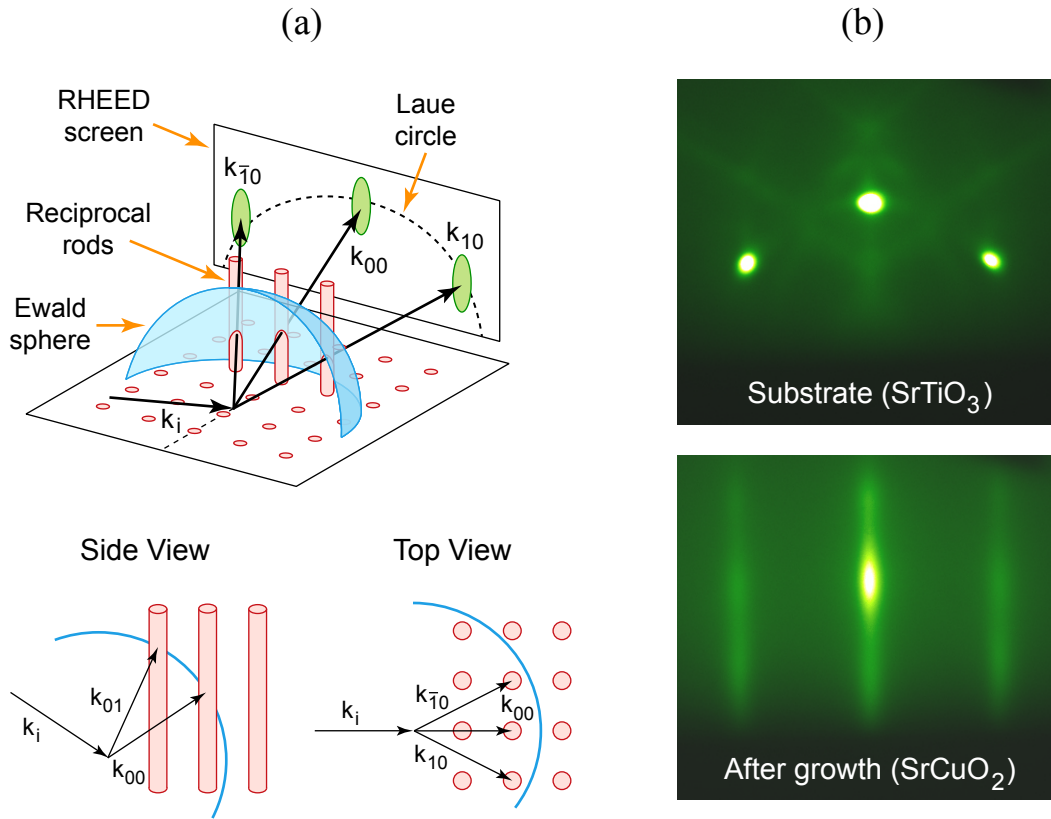 (a)
(b)
RHEED
screen
Laue
circle
k₁̅₀
Reciprocal
rods
k₁₀
k₀₀
Ewald
sphere
kᵢ
Substrate (SrTiO₃)
Side View
Top View
k₀₁
kᵢ
k₀₀
kᵢ
k₁̅₀
k₀₀
k₁₀
After growth (SrCuO₂)